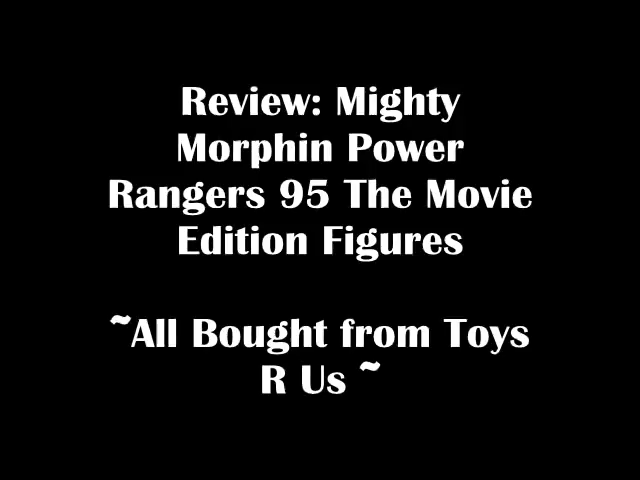 Review: Mighty
Morphin Power
Rangers 95 The Movie
Edition Figures
~All Bought from Toys
R Us ~